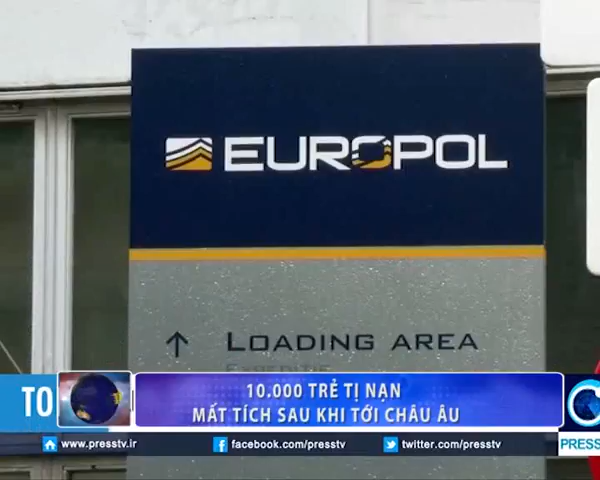 EUROPOL
↑ LOADING AREA
EXPEDITIE
TO
10.000 TRẺ TỊ NẠN
MẤT TÍCH SAU KHI TỚI CHÂU ÂU
www.presstv.ir facebook.com/presstv twitter.com/presstv PRESS